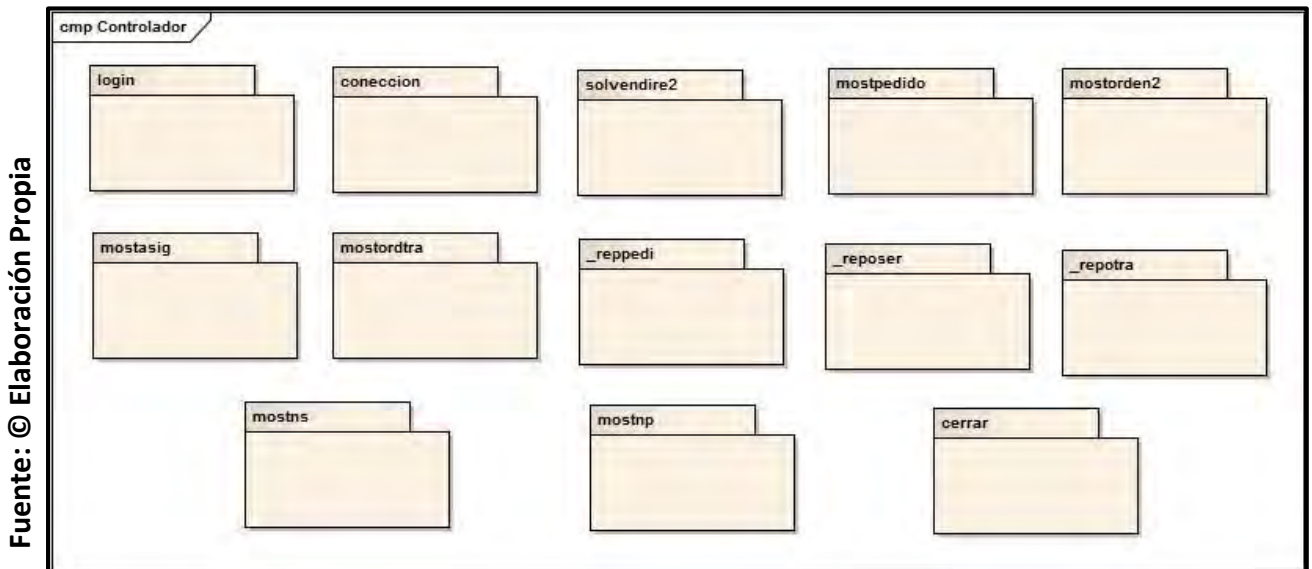 cmp Controlador
login
coneccion
solvendire2
mostpedido
mostorden2
mostasig
mostordtra
_reppedi
_reposer
_repotra
mostns
mostnp
cerrar
Fuente: © Elaboración Propia